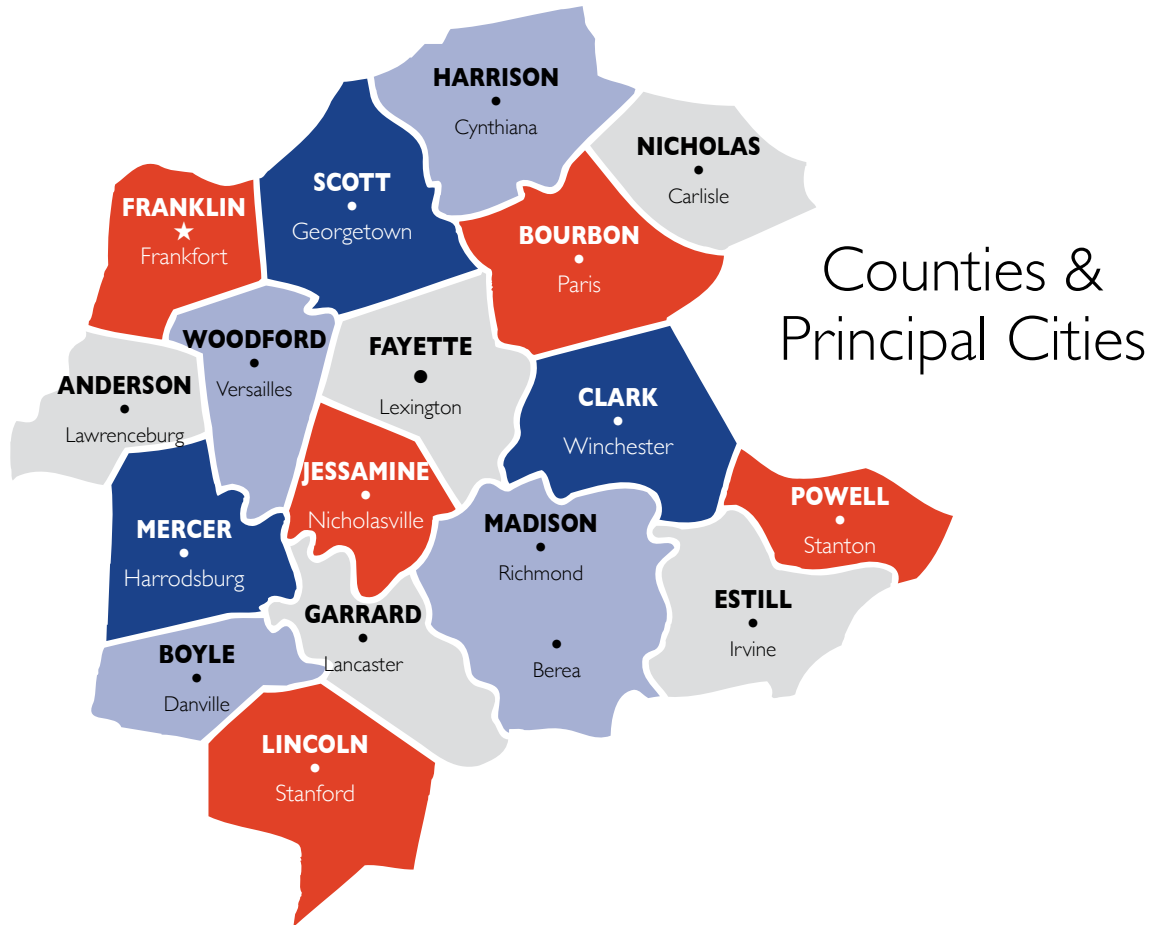 HARRISON
Cynthiana
NICHOLAS
Carlisle
SCOTT
Georgetown
FRANKLIN
Frankfort
BOURBON
Paris
Counties &
Principal Cities
WOODFORD
Versailles
FAYETTE
Lexington
ANDERSON
Lawrenceburg
CLARK
Winchester
JESSAMINE
Nicholasville
POWELL
Stanton
MERCER
Harrodsburg
MADISON
Richmond
Berea
ESTILL
Irvine
GARRARD
Lancaster
BOYLE
Danville
LINCOLN
Stanford